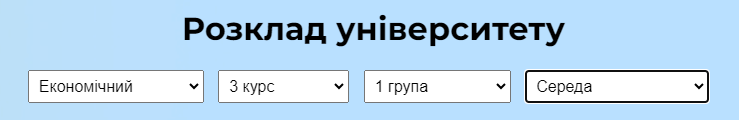 Розклад університету
Економічний 3 курс 1 група Середа